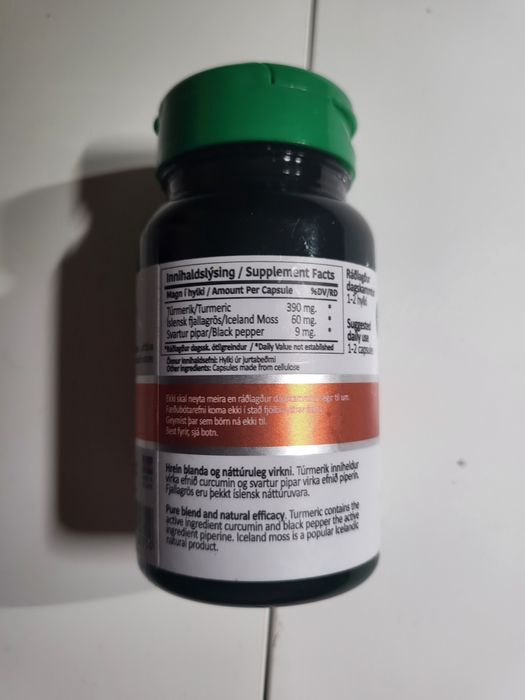 Innihaldslýsing / Supplement Facts
Magn í hylki / Amount Per Capsule %DV/RD
Túrmerik/Turmeric 390 mg. *
Íslensk fjallagrös/Iceland Moss 60 mg. *
Svartur pipar/Black pepper 9 mg. *
*Ráðlagður dagssk. ótilgreindur / *Daily Value not established
Önnur innihaldsefni: Hylki úr jurtabeðmi
Other ingredients: Capsules made from cellulose
Ráðlagður
dagskammtur
1-2 hylki
Suggested
daily use
1-2 capsules
Ekki skal neyta meira en ráðlagður segir til um.
Fæðubótarefni koma ekki í stað
Geymist þar sem börn ná ekki til.
Best fyrir, sjá botn.
Hrein blanda og náttúruleg virkni. Túrmerik inniheldur
virka efnið curcumin og svartur pipar virka efnið piperin.
Fjallagrös eru þekkt íslensk náttúruvara.
Pure blend and natural efficacy. Turmeric contains the
active ingredient curcumin and black pepper the active
ingredient piperine. Iceland moss is a popular Icelandic
natural product.